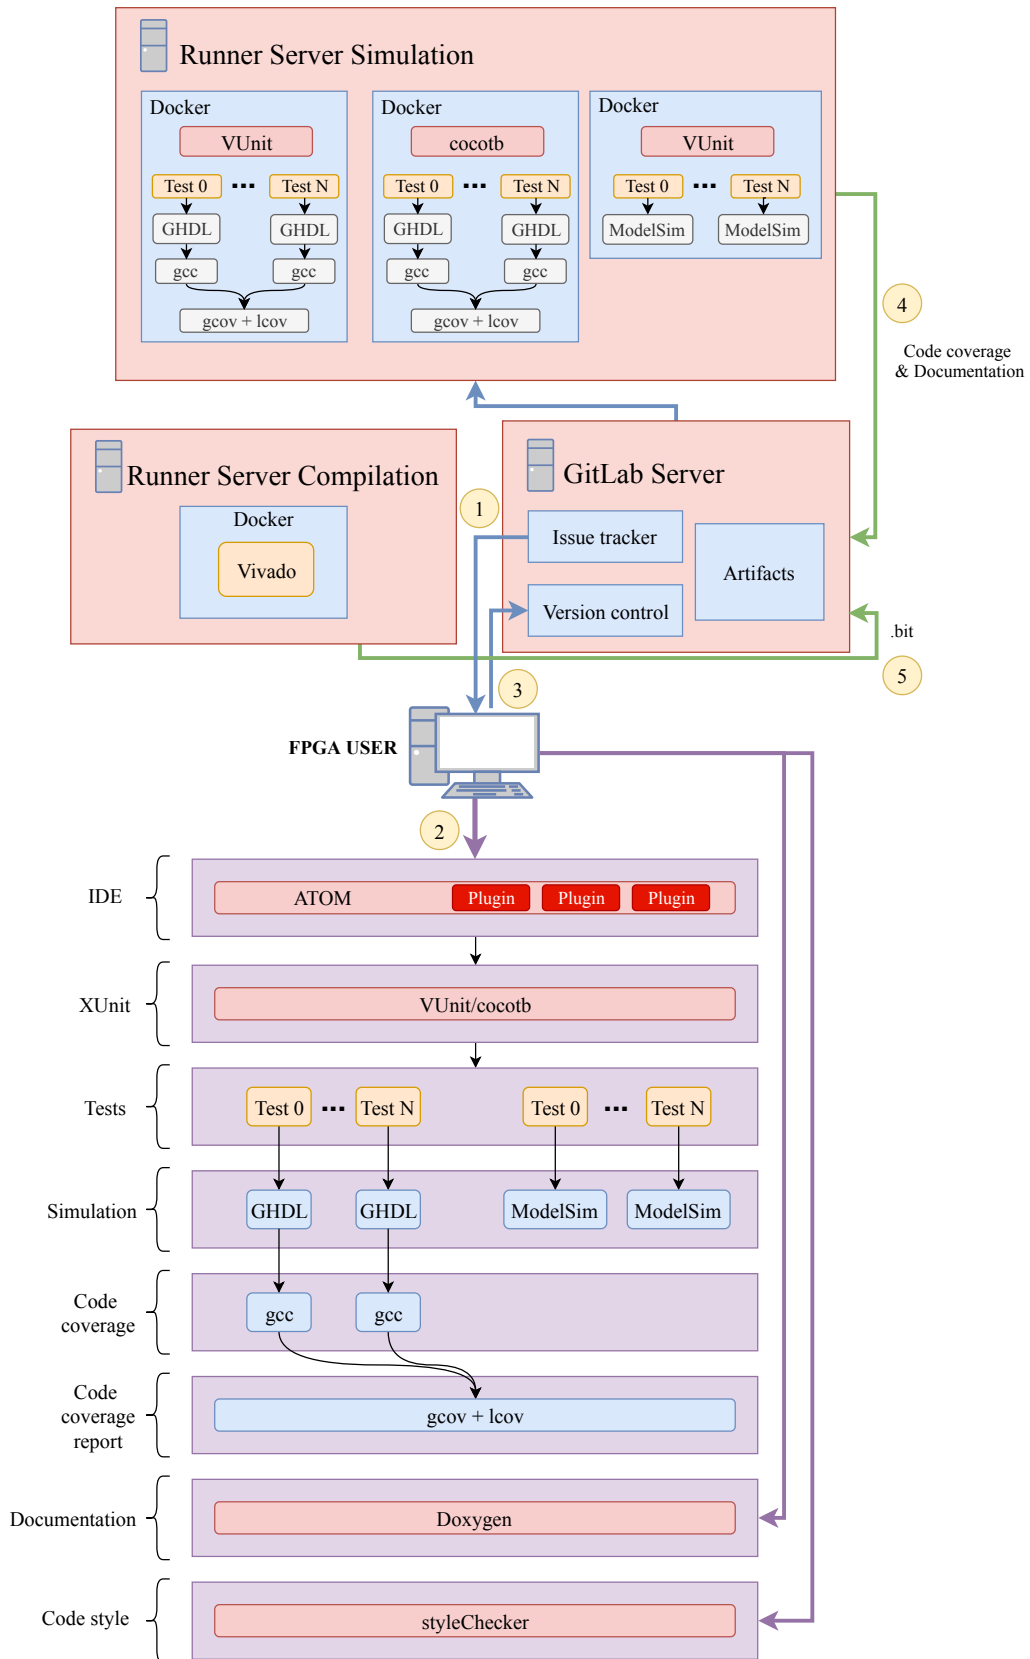 Runner Server Simulation
Docker
VUnit
Test 0 ... Test N
GHDL GHDL
gcc gcc
gcov + lcov
Docker
cocotb
Test 0 ... Test N
GHDL GHDL
gcc gcc
gcov + lcov
Docker
VUnit
Test 0 ... Test N
ModelSim ModelSim
4
Code coverage
& Documentation
Runner Server Compilation
Docker
Vivado
1
GitLab Server
Issue tracker
Version control
Artifacts
.bit
5
3
FPGA USER
2
IDE
ATOM Plugin Plugin Plugin
XUnit
VUnit/cocotb
Tests
Test 0 ... Test N Test 0 ... Test N
Simulation
GHDL GHDL ModelSim ModelSim
Code
coverage
gcc gcc
Code
coverage
report
gcov + lcov
Documentation
Doxygen
Code style
styleChecker